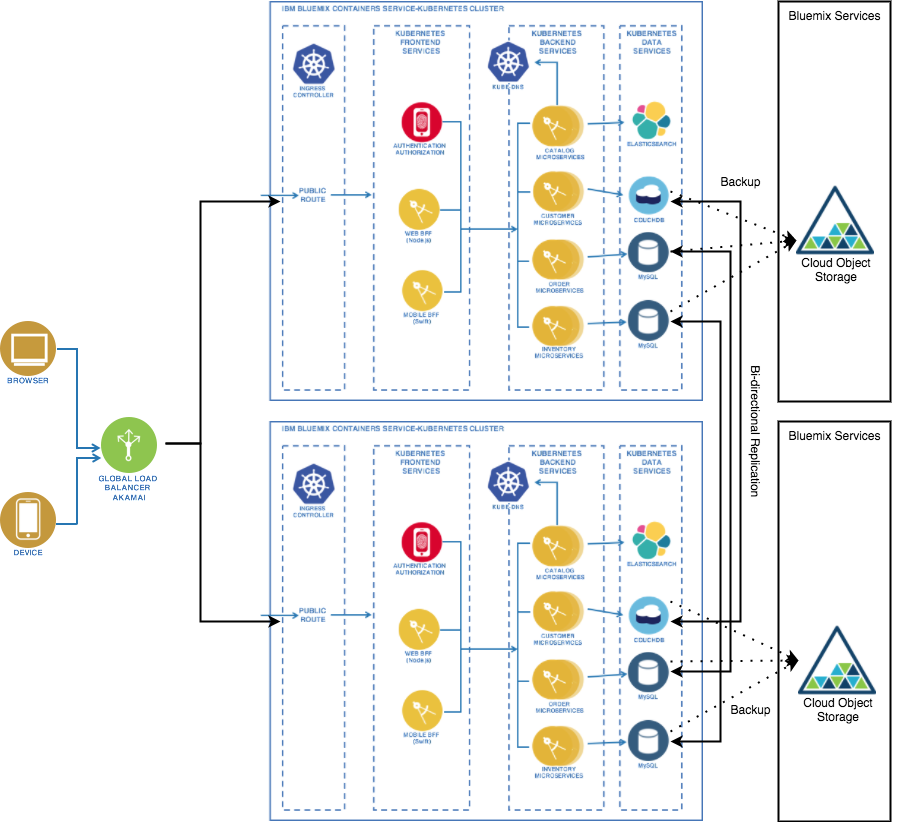 IBM BLUEMIX CONTAINERS SERVICE-KUBERNETES CLUSTER
KUBERNETES
FRONTEND
SERVICES
KUBERNETES
BACKEND
SERVICES
KUBERNETES
DATA
SERVICES
Bluemix Services
INGRESS
CONTROLLER
KUBE-DNS
AUTHENTICATION
AUTHORIZATION
CATALOG
MICROSERVICES
ELASTICSEARCH
PUBLIC
ROUTE
WEB BFF
(NodeJs)
CUSTOMER
MICROSERVICES
COUCHDB
Backup
MOBILE BFF
(Swift)
ORDER
MICROSERVICES
MySQL
Cloud Object
Storage
INVENTORY
MICROSERVICES
MySQL
BROWSER
GLOBAL LOAD
BALANCER
AKAMAI
DEVICE
Bi-directional Replication
IBM BLUEMIX CONTAINERS SERVICE-KUBERNETES CLUSTER
KUBERNETES
FRONTEND
SERVICES
KUBERNETES
BACKEND
SERVICES
KUBERNETES
DATA
SERVICES
Bluemix Services
INGRESS
CONTROLLER
KUBE-DNS
AUTHENTICATION
AUTHORIZATION
CATALOG
MICROSERVICES
ELASTICSEARCH
PUBLIC
ROUTE
WEB BFF
(NodeJs)
CUSTOMER
MICROSERVICES
COUCHDB
MOBILE BFF
(Swift)
ORDER
MICROSERVICES
MySQL
Backup
Cloud Object
Storage
INVENTORY
MICROSERVICES
MySQL